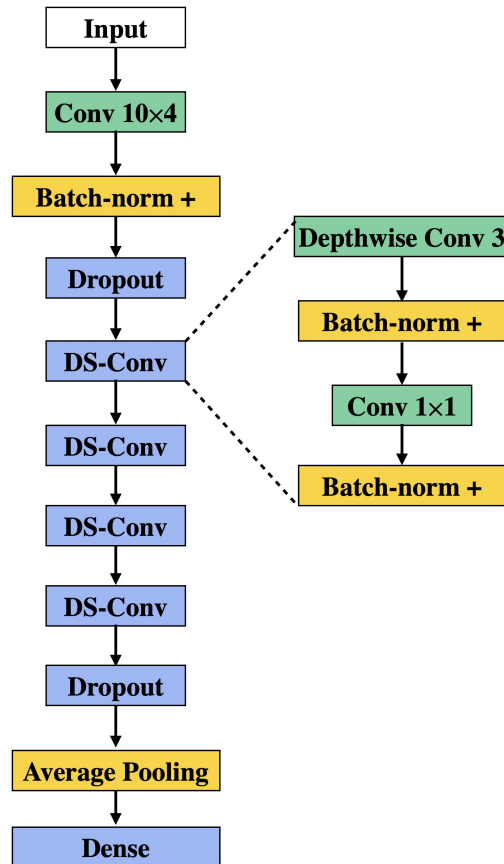 Input
Conv 10×4
Batch-norm +
Dropout
DS-Conv
DS-Conv
DS-Conv
DS-Conv
Dropout
Average Pooling
Dense
Depthwise Conv 3
Batch-norm +
Conv 1×1
Batch-norm +